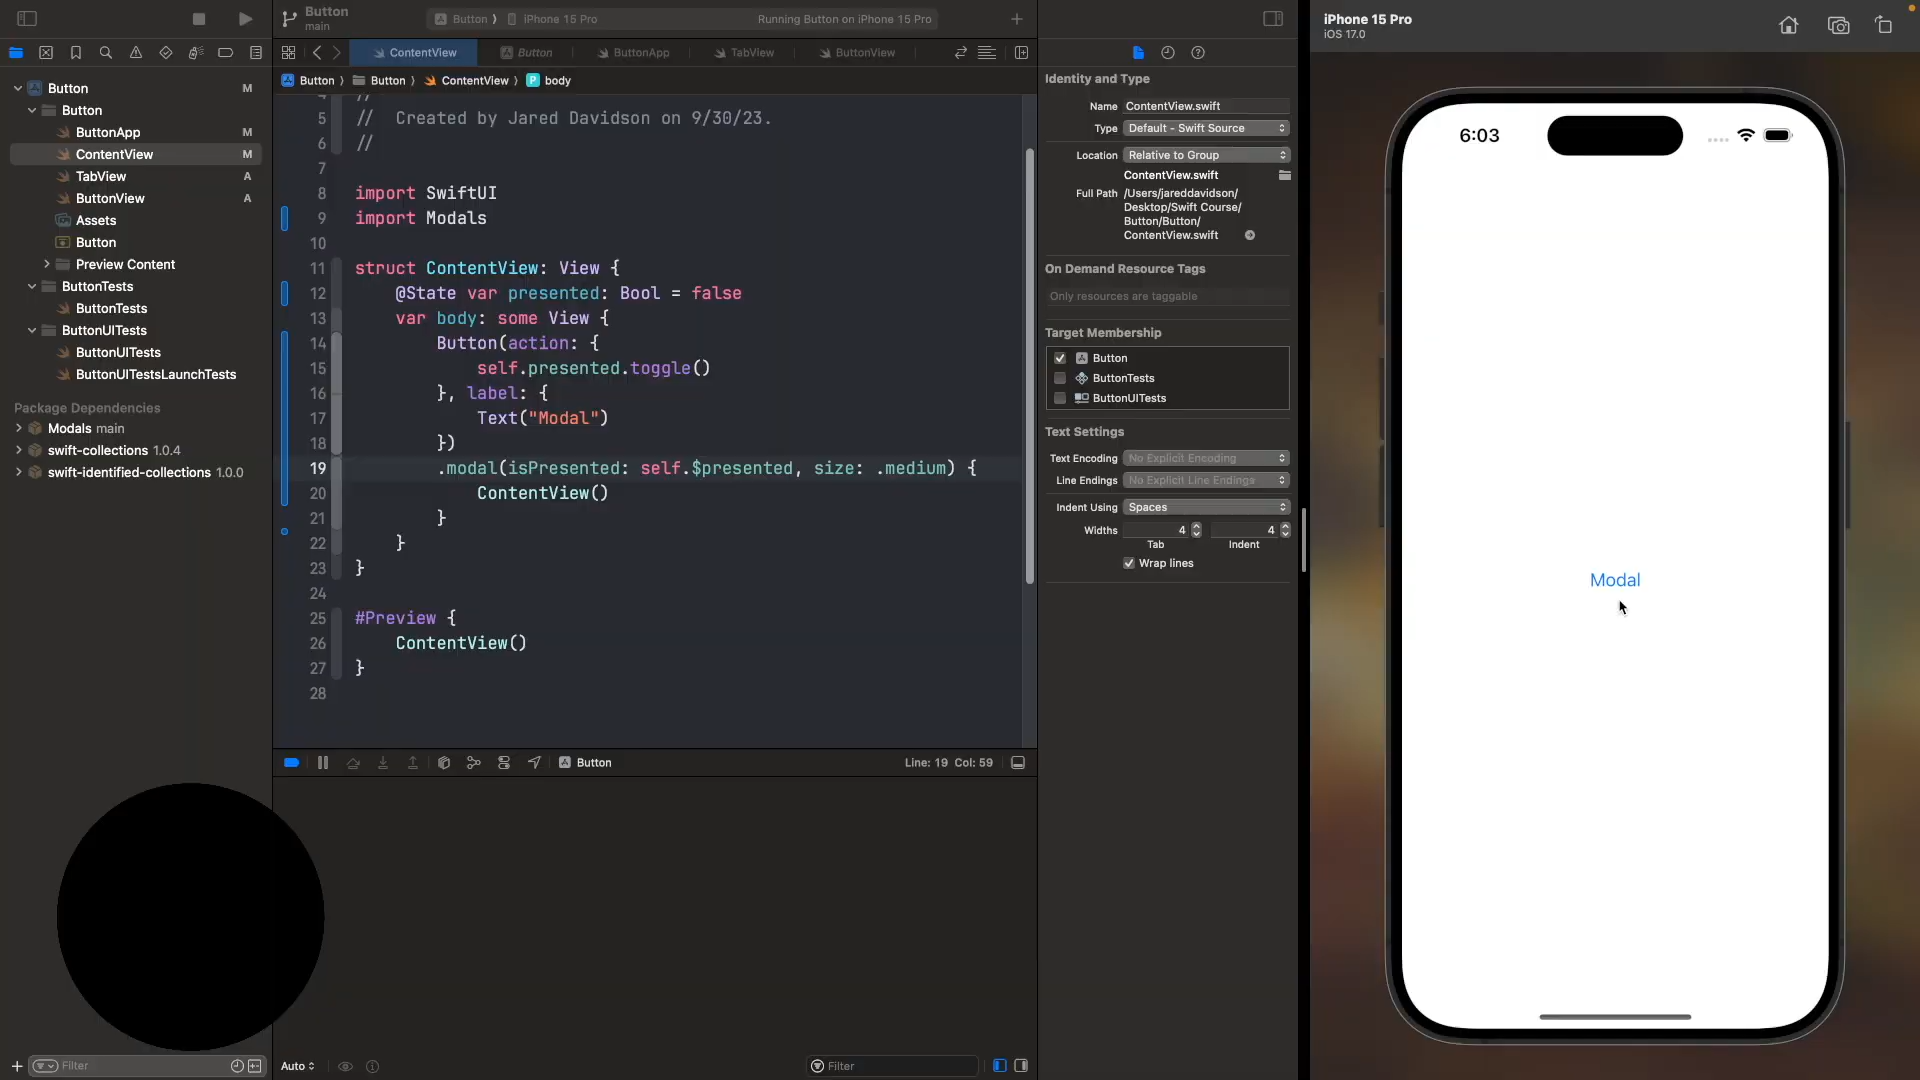 Button
main
Button ⟩ iPhone 15 Pro
Running Button on iPhone 15 Pro
iPhone 15 Pro
iOS 17.0
ContentView
Button
ButtonApp
TabView
ButtonView
Button ⟩ Button ⟩ ContentView ⟩ P body
Button M
Button
ButtonApp M
ContentView M
TabView A
ButtonView A
Assets
Button
Preview Content
ButtonTests
ButtonTests
ButtonUITests
ButtonUITests
ButtonUITestsLaunchTests
Package Dependencies
Modals main
swift-collections 1.0.4
swift-identified-collections 1.0.0
Filter
4 //
5 // Created by Jared Davidson on 9/30/23.
6 //
7
8 import SwiftUI
9 import Modals
10
11 struct ContentView: View {
12 @State var presented: Bool = false
13 var body: some View {
14 Button(action: {
15 self.presented.toggle()
16 }, label: {
17 Text("Modal")
18 })
19 .modal(isPresented: self.$presented, size: .medium) {
20 ContentView()
21 }
22 }
23 }
24
25 #Preview {
26 ContentView()
27 }
28
Button
Line: 19 Col: 59
Auto
Filter
Identity and Type
Name ContentView.swift
Type Default - Swift Source
Location Relative to Group
ContentView.swift
Full Path /Users/jareddavidson/
Desktop/Swift Course/
Button/Button/
ContentView.swift
On Demand Resource Tags
Only resources are taggable
Target Membership
Button
ButtonTests
ButtonUITests
Text Settings
Text Encoding No Explicit Encoding
Line Endings No Explicit Line Endings
Indent Using Spaces
Widths 4 4
Tab Indent
Wrap lines
6:03
Modal